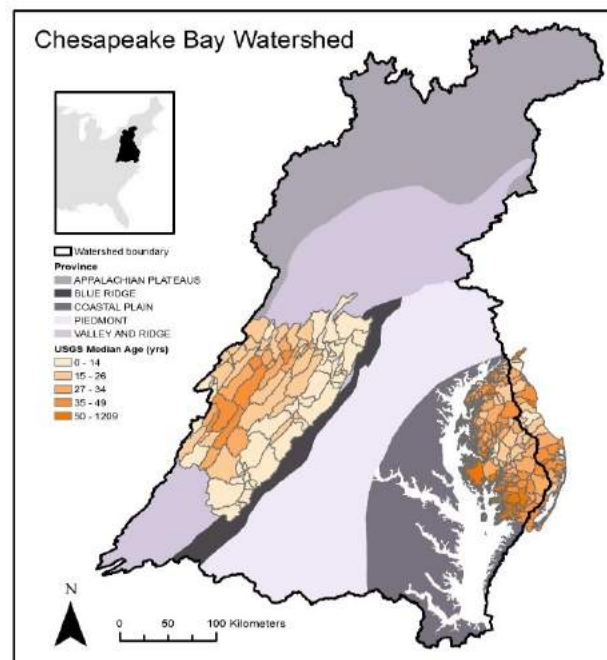 Chesapeake Bay Watershed
Watershed boundary
Province
APPALACHIAN PLATEAUS
BLUE RIDGE
COASTAL PLAIN
PIEDMONT
VALLEY AND RIDGE
USGS Median Age (yrs)
0 - 14
15 - 26
27 - 34
35 - 49
50 - 1209
N
0 50 100 Kilometers